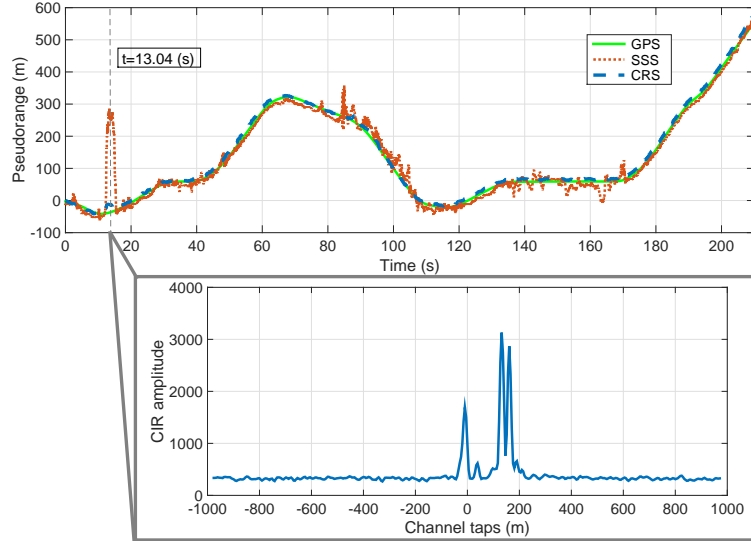 600
500
400
300
200
100
0
-100
Pseudorange (m)
t=13.04 (s)
GPS
SSS
CRS
0 20 40 60 80 100 120 140 160 180 200
Time (s)
4000
3000
2000
1000
0
CIR amplitude
-1000 -800 -600 -400 -200 0 200 400 600 800 1000
Channel taps (m)